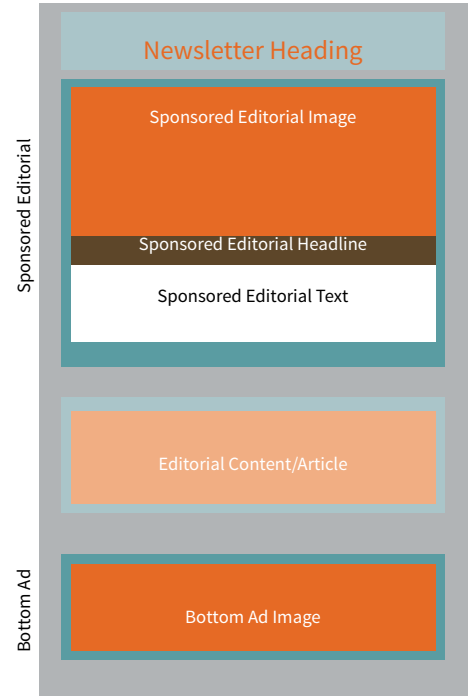 Newsletter Heading
Sponsored Editorial
Sponsored Editorial Image
Sponsored Editorial Headline
Sponsored Editorial Text
Editorial Content/Article
Bottom Ad
Bottom Ad Image